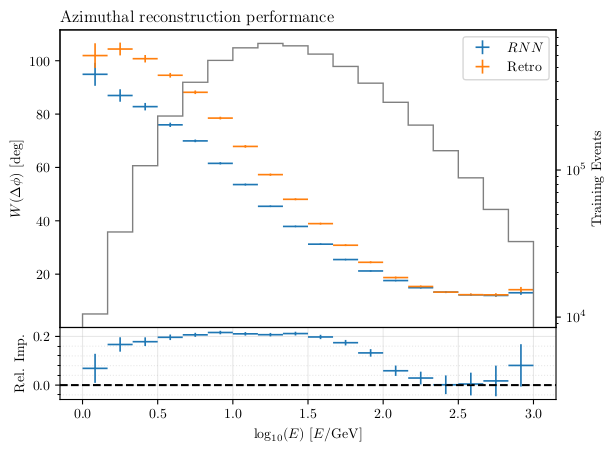 Azimuthal reconstruction performance
RNN
Retro
W(Δϕ) [deg]
100
80
60
40
20
Training Events
10^5
10^4
Rel. Imp.
0.2
0.0
0.0 0.5 1.0 1.5 2.0 2.5 3.0
log10(E) [E/GeV]